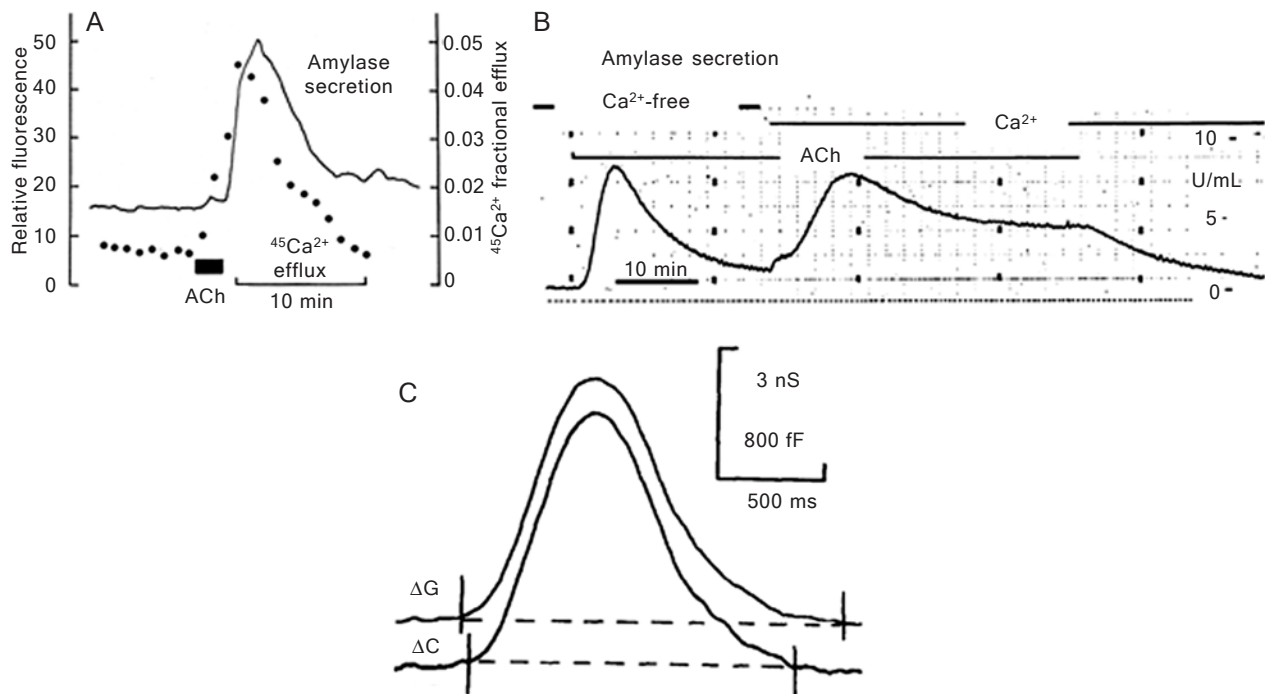 A
50
40
30
20
10
0
Relative fluorescence
Amylase
secretion
ACh
⁴⁵Ca²⁺
efflux
10 min
0.05
0.04
0.03
0.02
0.01
0
⁴⁵Ca²⁺ fractional efflux
B
Amylase secretion
Ca²⁺-free
Ca²⁺
ACh
10 min
10
U/mL
5
0
C
3 nS
800 fF
500 ms
ΔG
ΔC